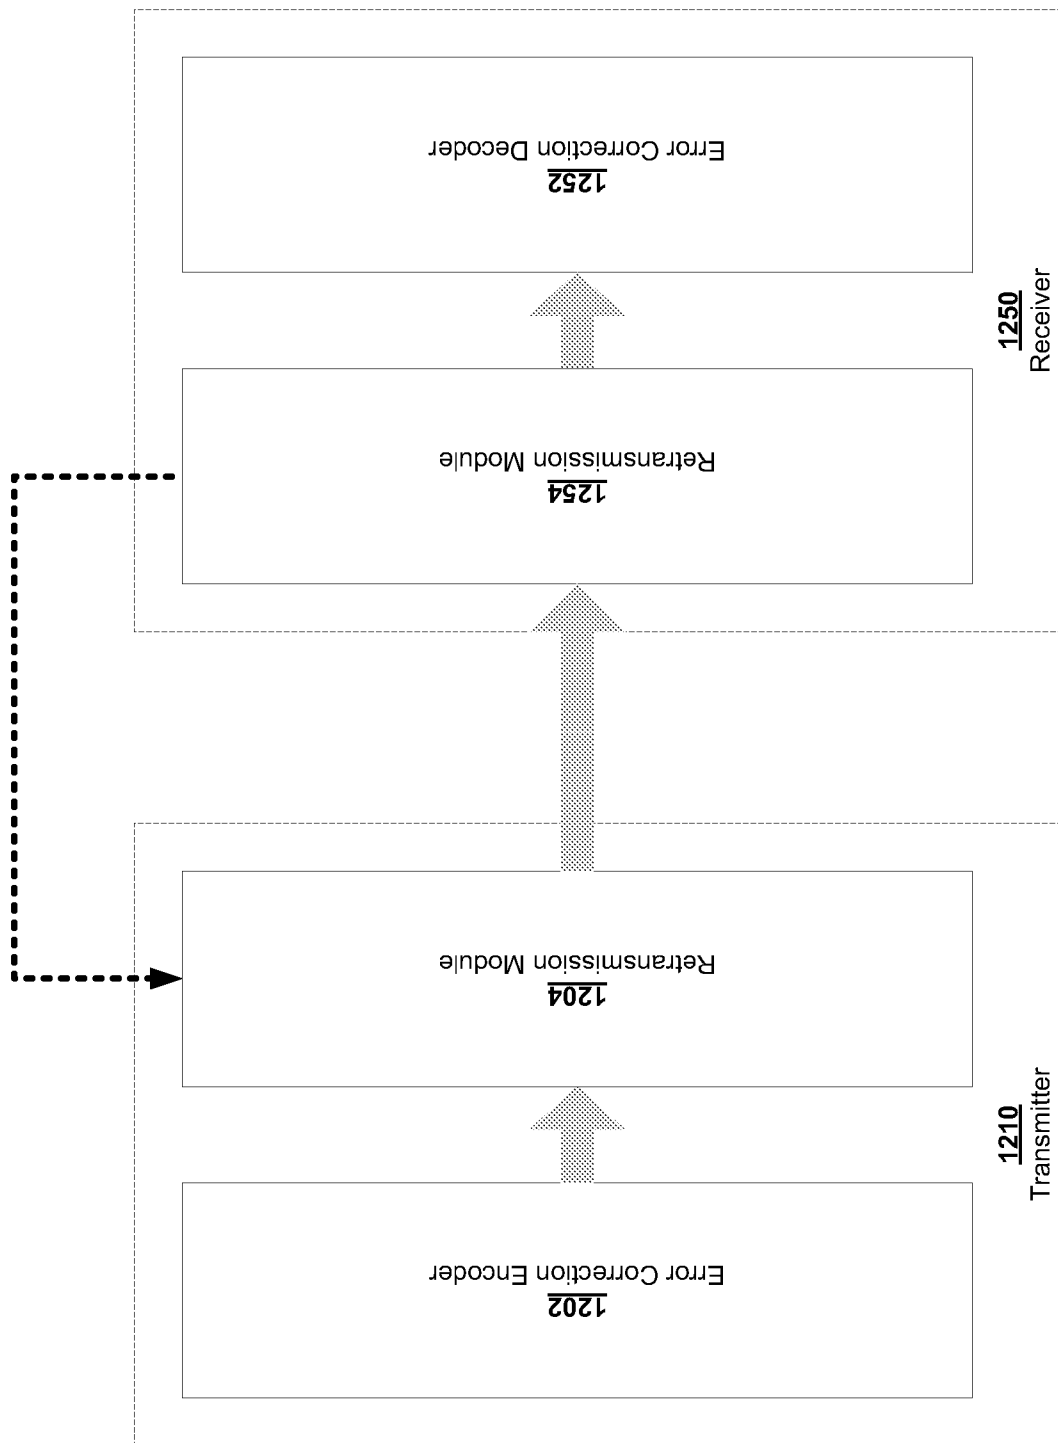 Error Correction Decoder
1252
Retransmission Module
1254
1250
Receiver
Retransmission Module
1204
1210
Transmitter
Error Correction Encoder
1202